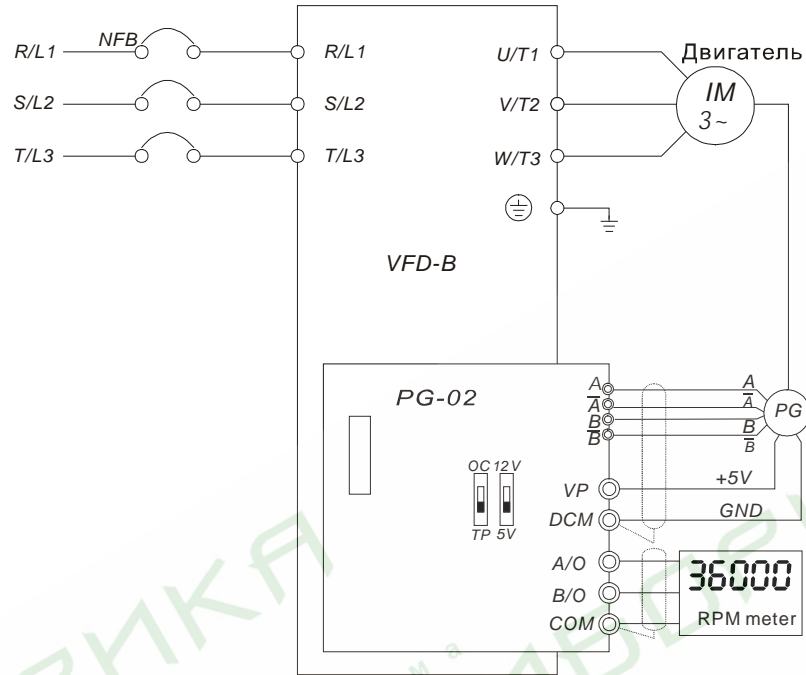 R/L1 NFB R/L1 U/T1 Двигатель
S/L2 S/L2 V/T2 IM
3~
T/L3 T/L3 W/T3
VFD-B
PG-02
A A
A A
B B
B B
PG
OC 12V
TP 5V
VP +5V
DCM GND
A/O
B/O
COM
36000
RPM meter